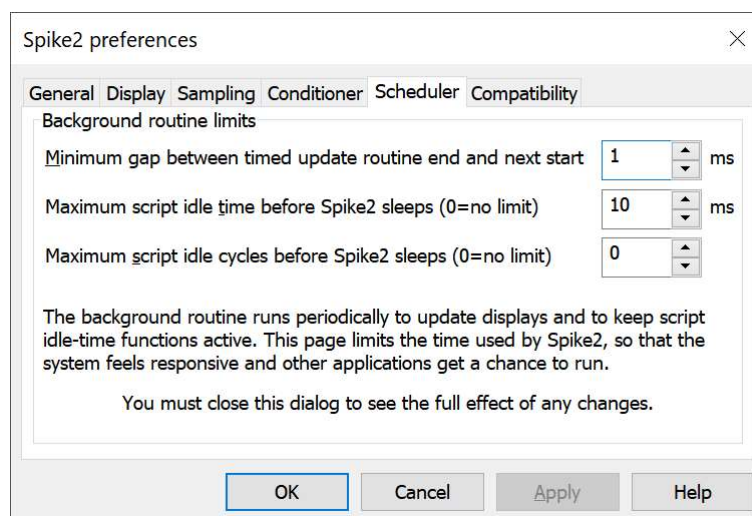 Spike2 preferences
General Display Sampling Conditioner Scheduler Compatibility
Background routine limits
Minimum gap between timed update routine end and next start 1 ms
Maximum script idle time before Spike2 sleeps (0=no limit) 10 ms
Maximum script idle cycles before Spike2 sleeps (0=no limit) 0
The background routine runs periodically to update displays and to keep script
idle-time functions active. This page limits the time used by Spike2, so that the
system feels responsive and other applications get a chance to run.
You must close this dialog to see the full effect of any changes.
OK Cancel Apply Help